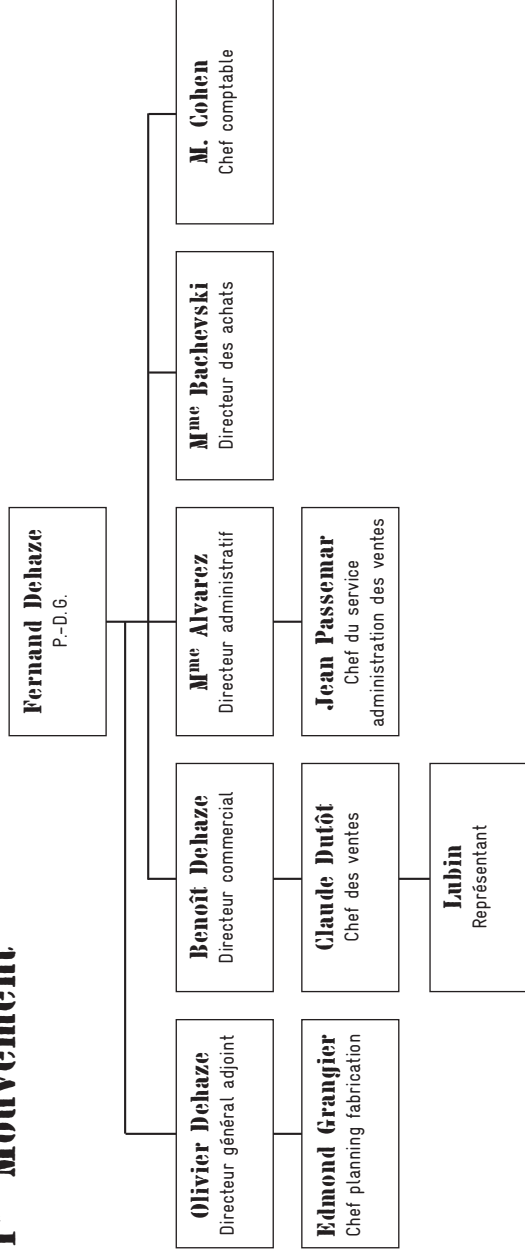 Mouvement
Fernand Dehaze
P.-D.G.
Olivier Dehaze
Directeur général adjoint
Benoît Dehaze
Directeur commercial
Mme Alvarez
Directeur administratif
Mme Bachevski
Directeur des achats
M. Cohen
Chef comptable
Edmond Grangier
Chef planning fabrication
Claude Dutôt
Chef des ventes
Jean Passemar
Chef du service
administration des ventes
Lubin
Représentant